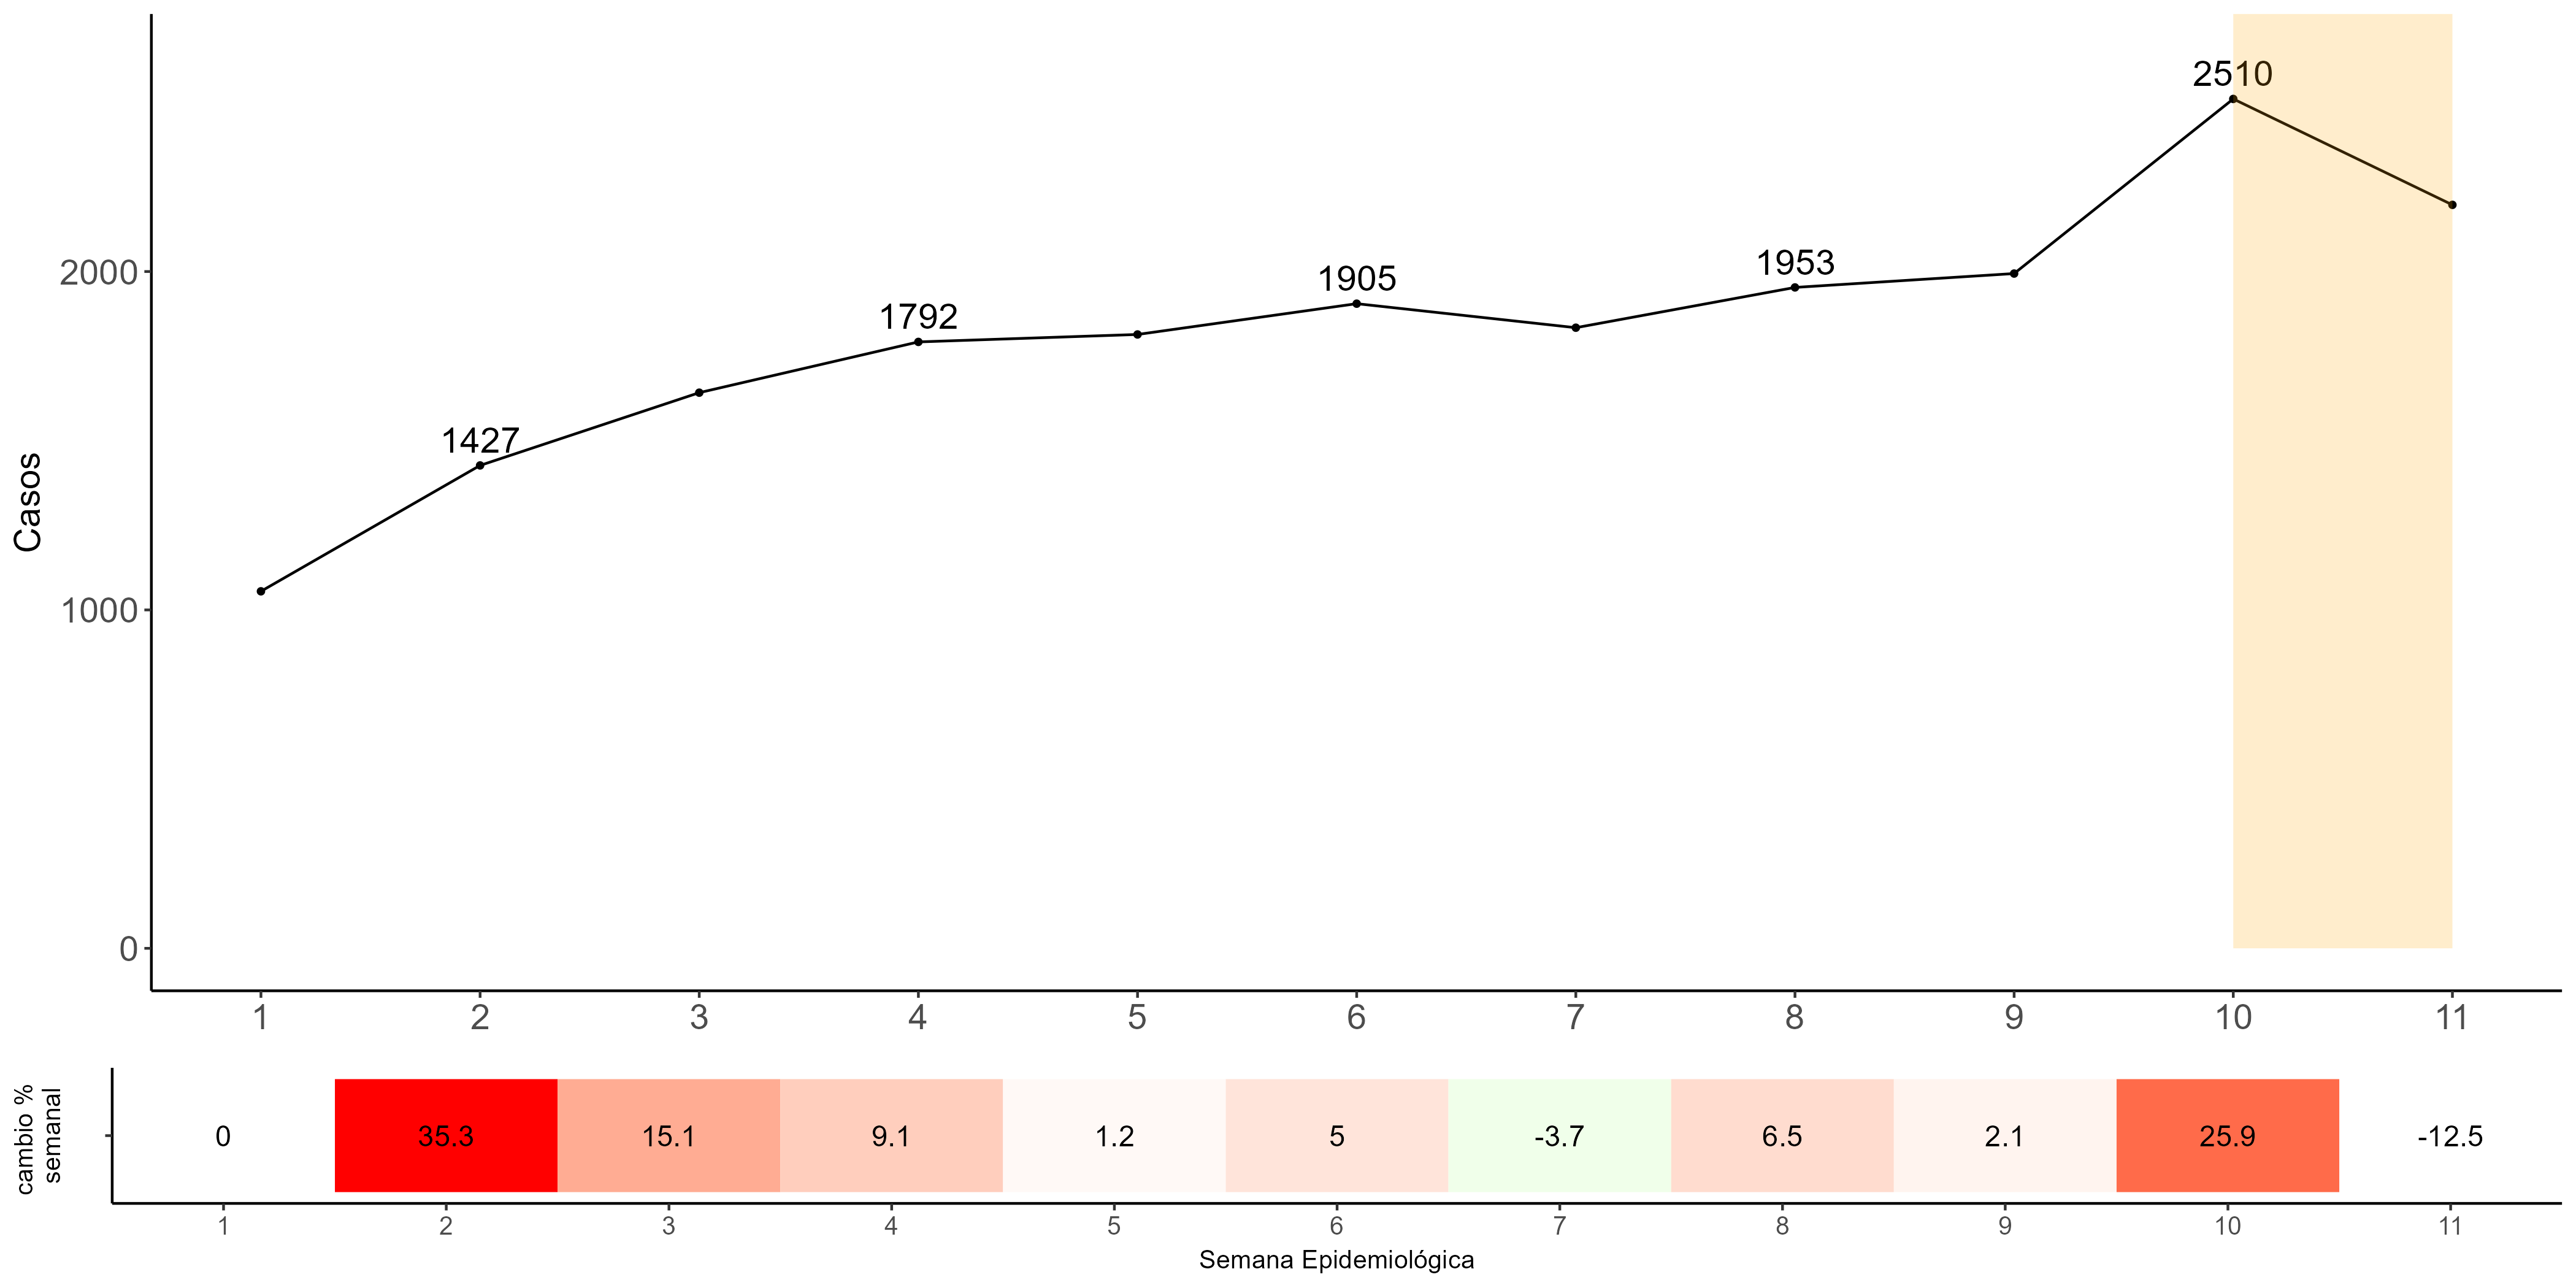 2510
1953
1905
1792
1427
2000
1000
0
Casos
1 2 3 4 5 6 7 8 9 10 11
cambio %
semanal
0 35.3 15.1 9.1 1.2 5 -3.7 6.5 2.1 25.9 -12.5
1 2 3 4 5 6 7 8 9 10 11
Semana Epidemiológica